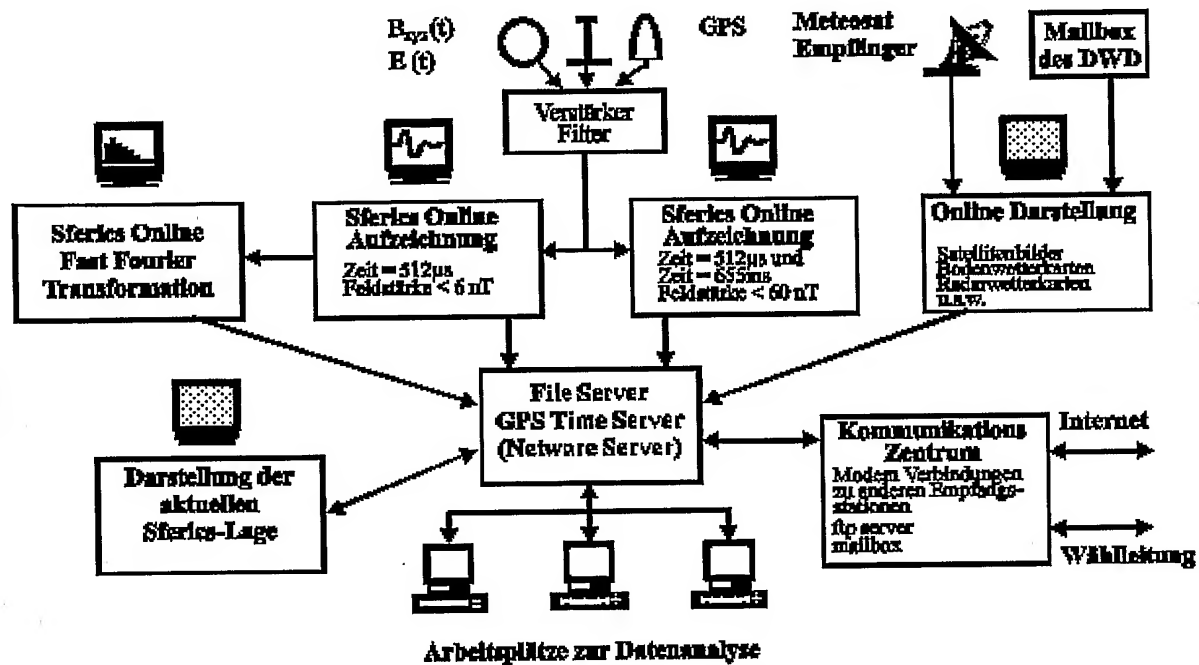 Bxyz(t)
E (t)
GPS
Meteosat
Empfänger
Mailbox
des DWD
Verstärker
Filter
Sferics Online
Fast Fourier
Transformation
Sferics Online
Aufzeichnung
Zeit = 512µs
Feldstärke < 6 nT
Sferics Online
Aufzeichnung
Zeit = 512µs und
Zeit = 655ms
Feldstärke < 60 nT
Online Darstellung
Satellitenbilder
Bodenwetterkarten
Radarwetterkarten
u.s.w.
File Server
GPS Time Server
(Netware Server)
Darstellung der
aktuellen
Sferics-Lage
Kommunikations
Zentrum
Modem Verbindungen
zu anderen Empfadgs-
stationen
ftp server
mailbox
Internet
Wählleitung
Arbeitsplätze zur Datenanalyse